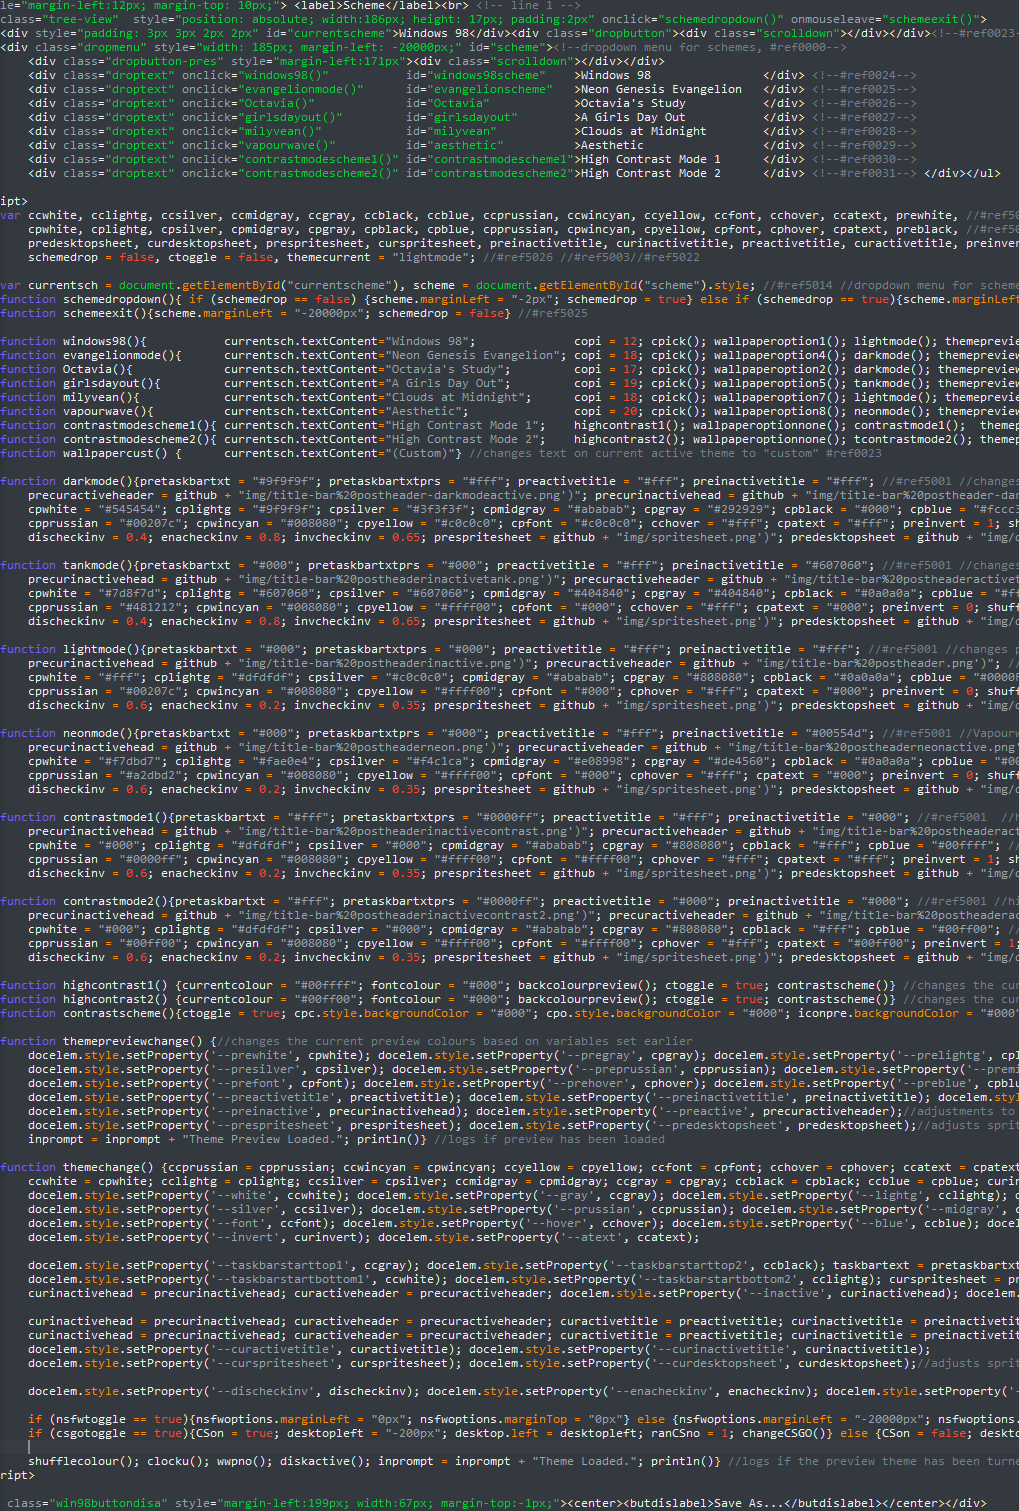 le="margin-left:12px; margin-top: 10px;"> <label>Scheme</label><br> <!-- line 1 -->
class="tree-view"  style="position: absolute; width:186px; height: 17px; padding:2px" onclick="schemedropdown()" onmouseleave="schemeexit()">
<div style="padding: 3px 3px 2px 2px" id="currentscheme">Windows 98</div><div class="dropbutton"><div class="scrolldown"></div></div><!--#ref0023-
<div class="dropmenu" style="width: 185px; margin-left: -20000px;" id="scheme"><!--dropdown menu for schemes, #ref0000-->
<div class="dropbutton-pres" style="margin-left:171px"><div class="scrolldown"></div></div>
<div class="droptext" onclick="windows98()" id="windows98scheme" >Windows 98 </div> <!--#ref0024-->
<div class="droptext" onclick="evangelionmode()" id="evangelionscheme" >Neon Genesis Evangelion </div> <!--#ref0025-->
<div class="droptext" onclick="Octavia()" id="Octavia" >Octavia's Study </div> <!--#ref0026-->
<div class="droptext" onclick="girlsdayout()" id="girlsdayout" >A Girls Day Out </div> <!--#ref0027-->
<div class="droptext" onclick="milyvean()" id="milyvean" >Clouds at Midnight </div> <!--#ref0028-->
<div class="droptext" onclick="vapourwave()" id="aesthetic" >Aesthetic </div> <!--#ref0029-->
<div class="droptext" onclick="contrastmodescheme1()" id="contrastmodescheme1">High Contrast Mode 1 </div> <!--#ref0030-->
<div class="droptext" onclick="contrastmodescheme2()" id="contrastmodescheme2">High Contrast Mode 2 </div> <!--#ref0031--> </div></ul>
ipt>
var ccwhite, cclightg, ccsilver, ccmidgray, ccgray, ccblack, ccblue, ccprussian, ccwincyan, ccyellow, ccfont, cchover, ccatext, prewhite, //#ref50
cpwhite, cplightg, cpsilver, cpmidgray, cpgray, cpblack, cpblue, cpprussian, cpwincyan, cpyellow, cpfont, cphover, cpatext, preblack, //#ref50
predesktopsheet, curdesktopsheet, prespritesheet, curspritesheet, preinactivetitle, curinactivetitle, preactivetitle, curactivetitle, preinver
schemedrop = false, ctoggle = false, themecurrent = "lightmode"; //#ref5026 //#ref5003//#ref5022
var currentsch = document.getElementById("currentscheme"), scheme = document.getElementById("scheme").style; //#ref5014 //dropdown menu for scheme
function schemedropdown(){ if (schemedrop == false) {scheme.marginLeft = "-2px"; schemedrop = true} else if (schemedrop == true){scheme.marginLeft
function schemeexit(){scheme.marginLeft = "-20000px"; schemedrop = false} //#ref5025
function windows98(){ currentsch.textContent="Windows 98"; copi = 12; cpick(); wallpaperoption1(); lightmode(); themeprevie
function evangelionmode(){ currentsch.textContent="Neon Genesis Evangelion"; copi = 18; cpick(); wallpaperoption4(); darkmode(); themepreview
function Octavia(){ currentsch.textContent="Octavia's Study"; copi = 17; cpick(); wallpaperoption2(); darkmode(); themepreview
function girlsdayout(){ currentsch.textContent="A Girls Day Out"; copi = 19; cpick(); wallpaperoption5(); tankmode(); themepreview
function milyvean(){ currentsch.textContent="Clouds at Midnight"; copi = 18; cpick(); wallpaperoption7(); lightmode(); themeprevie
function vapourwave(){ currentsch.textContent="Aesthetic"; copi = 20; cpick(); wallpaperoption8(); neonmode(); themepreview
function contrastmodescheme1(){ currentsch.textContent="High Contrast Mode 1"; highcontrast1(); wallpaperoptionnone(); contrastmode1(); themep
function contrastmodescheme2(){ currentsch.textContent="High Contrast Mode 2"; highcontrast2(); wallpaperoptionnone(); tcontrastmode2(); themep
function wallpapercust() { currentsch.textContent="(Custom)"} //changes text on current active theme to "custom" #ref0023
function darkmode(){pretaskbartxt = "#9f9f9f"; pretaskbartxtprs = "#fff"; preactivetitle = "#fff"; preinactivetitle = "#fff"; //#ref5001 //changes
precuractiveheader = github + "img/title-bar%20postheader-darkmodeactive.png')"; precurinactivehead = github + "img/title-bar%20postheader-dar
cpwhite = "#545454"; cplightg = "#9f9f9f"; cpsilver = "#3f3f3f"; cpmidgray = "#ababab"; cpgray = "#292929"; cpblack = "#000"; cpblue = "#fccc3
cpprussian = "#00207c"; cpwincyan = "#008080"; cpyellow = "#c0c0c0"; cpfont = "#c0c0c0"; cchover = "#fff"; cpatext = "#fff"; preinvert = 1; sh
discheckinv = 0.4; enacheckinv = 0.8; invcheckinv = 0.65; prespritesheet = github + "img/spritesheet.png')"; predesktopsheet = github + "img/d
function tankmode(){pretaskbartxt = "#000"; pretaskbartxtprs = "#000"; preactivetitle = "#fff"; preinactivetitle = "#607060"; //#ref5001 //changes
precurinactivehead = github + "img/title-bar%20postheaderinactivetank.png')"; precuractiveheader = github + "img/title-bar%20postheaderactivet
cpwhite = "#7d8f7d"; cplightg = "#607060"; cpsilver = "#607060"; cpmidgray = "#404840"; cpgray = "#404840"; cpblack = "#0a0a0a"; cpblue = "#ff
cpprussian = "#481212"; cpwincyan = "#008080"; cpyellow = "#ffff00"; cpfont = "#000"; cchover = "#fff"; cpatext = "#000"; preinvert = 0; shuff
discheckinv = 0.4; enacheckinv = 0.8; invcheckinv = 0.65; prespritesheet = github + "img/spritesheet.png')"; predesktopsheet = github + "img/d
function lightmode(){pretaskbartxt = "#000"; pretaskbartxtprs = "#000"; preactivetitle = "#fff"; preinactivetitle = "#fff"; //#ref5001 //changes p
precurinactivehead = github + "img/title-bar%20postheaderinactive.png')"; precuractiveheader = github + "img/title-bar%20postheader.png')"; //
cpwhite = "#fff"; cplightg = "#dfdfdf"; cpsilver = "#c0c0c0"; cpmidgray = "#ababab"; cpgray = "#808080"; cpblack = "#0a0a0a"; cpblue = "#0000F
cpprussian = "#00207c"; cpwincyan = "#008080"; cpyellow = "#ffff00"; cpfont = "#000"; cphover = "#fff"; cpatext = "#000"; preinvert = 0; shuff
discheckinv = 0.6; enacheckinv = 0.2; invcheckinv = 0.35; prespritesheet = github + "img/spritesheet.png')"; predesktopsheet = github + "img/d
function neonmode(){pretaskbartxt = "#000"; pretaskbartxtprs = "#000"; preactivetitle = "#fff"; preinactivetitle = "#00554d"; //#ref5001 //Vapourw
precurinactivehead = github + "img/title-bar%20postheaderneon.png')"; precuractiveheader = github + "img/title-bar%20postheaderneonactive.png'
cpwhite = "#f7dbd7"; cplightg = "#fae0e4"; cpsilver = "#f4c1ca"; cpmidgray = "#e08998"; cpgray = "#de4560"; cpblack = "#0a0a0a"; cpblue = "#00
cpprussian = "#a2dbd2"; cpwincyan = "#008080"; cpyellow = "#ffff00"; cpfont = "#000"; cphover = "#fff"; cpatext = "#000"; preinvert = 0; shuff
discheckinv = 0.6; enacheckinv = 0.2; invcheckinv = 0.35; prespritesheet = github + "img/spritesheet.png')"; predesktopsheet = github + "img/d
function contrastmode1(){pretaskbartxt = "#fff"; pretaskbartxtprs = "#0000ff"; preactivetitle = "#fff"; preinactivetitle = "#000"; //#ref5001 //h
precurinactivehead = github + "img/title-bar%20postheaderinactivecontrast.png')"; precuractiveheader = github + "img/title-bar%20postheaderact
cpwhite = "#000"; cplightg = "#dfdfdf"; cpsilver = "#000"; cpmidgray = "#ababab"; cpgray = "#808080"; cpblack = "#fff"; cpblue = "#00ffff"; //
cpprussian = "#0000ff"; cpwincyan = "#008080"; cpyellow = "#ffff00"; cpfont = "#ffff00"; cphover = "#fff"; cpatext = "#fff"; preinvert = 1; sh
discheckinv = 0.6; enacheckinv = 0.2; invcheckinv = 0.35; prespritesheet = github + "img/spritesheet.png')"; predesktopsheet = github + "img/d
function contrastmode2(){pretaskbartxt = "#fff"; pretaskbartxtprs = "#0000ff"; preactivetitle = "#000"; preinactivetitle = "#000"; //#ref5001 //hi
precurinactivehead = github + "img/title-bar%20postheaderinactivecontrast2.png')"; precuractiveheader = github + "img/title-bar%20postheaderac
cpwhite = "#000"; cplightg = "#dfdfdf"; cpsilver = "#000"; cpmidgray = "#ababab"; cpgray = "#808080"; cpblack = "#fff"; cpblue = "#00ff00"; //
cpprussian = "#00ff00"; cpwincyan = "#008080"; cpyellow = "#ffff00"; cpfont = "#ffff00"; cphover = "#fff"; cpatext = "#00ff00"; preinvert = 1;
discheckinv = 0.6; enacheckinv = 0.2; invcheckinv = 0.35; prespritesheet = github + "img/spritesheet.png')"; predesktopsheet = github + "img/d
function highcontrast1() {currentcolour = "#00ffff"; fontcolour = "#000"; backcolourpreview(); ctoggle = true; contrastscheme()} //changes the cur
function highcontrast2() {currentcolour = "#00ff00"; fontcolour = "#000"; backcolourpreview(); ctoggle = true; contrastscheme()} //changes the cur
function contrastscheme(){ctoggle = true; cpc.style.backgroundColor = "#000"; cpo.style.backgroundColor = "#000"; iconpre.backgroundColor = "#000"
function themepreviewchange() {//changes the current preview colours based on variables set earlier
docelem.style.setProperty('--prewhite', cpwhite); docelem.style.setProperty('--pregray', cpgray); docelem.style.setProperty('--prelightg', cpl
docelem.style.setProperty('--presilver', cpsilver); docelem.style.setProperty('--preprussian', cpprussian); docelem.style.setProperty('--premi
docelem.style.setProperty('--prefont', cpfont); docelem.style.setProperty('--prehover', cphover); docelem.style.setProperty('--preblue', cpblu
docelem.style.setProperty('--preactivetitle', preactivetitle); docelem.style.setProperty('--preinactivetitle', preinactivetitle); docelem.styl
docelem.style.setProperty('--preinactive', precurinactivehead); docelem.style.setProperty('--preactive', precuractiveheader);//adjustments to
docelem.style.setProperty('--prespritesheet', prespritesheet); docelem.style.setProperty('--predesktopsheet', predesktopsheet);//adjusts sprit
inprompt = inprompt + "Theme Preview Loaded."; println()} //logs if preview has been loaded
function themechange() {ccprussian = cpprussian; ccwincyan = cpwincyan; ccyellow = cpyellow; ccfont = cpfont; cchover = cphover; ccatext = cpatext
ccwhite = cpwhite; cclightg = cplightg; ccsilver = cpsilver; ccmidgray = cpmidgray; ccgray = cpgray; ccblack = cpblack; ccblue = cpblue; curin
docelem.style.setProperty('--white', ccwhite); docelem.style.setProperty('--gray', ccgray); docelem.style.setProperty('--lightg', cclightg); d
docelem.style.setProperty('--silver', ccsilver); docelem.style.setProperty('--prussian', ccprussian); docelem.style.setProperty('--midgray', c
docelem.style.setProperty('--font', ccfont); docelem.style.setProperty('--hover', cchover); docelem.style.setProperty('--blue', ccblue); docel
docelem.style.setProperty('--invert', curinvert); docelem.style.setProperty('--atext', ccatext);
docelem.style.setProperty('--taskbarstarttop1', ccgray); docelem.style.setProperty('--taskbarstarttop2', ccblack); taskbartext = pretaskbartxt
docelem.style.setProperty('--taskbarstartbottom1', ccwhite); docelem.style.setProperty('--taskbarstartbottom2', cclightg); curspritesheet = pr
curinactivehead = precurinactivehead; curactiveheader = precuractiveheader; docelem.style.setProperty('--inactive', curinactivehead); docelem.
curinactivehead = precurinactivehead; curactiveheader = precuractiveheader; curactivetitle = preactivetitle; curinactivetitle = preinactivetit
curinactivehead = precurinactivehead; curactiveheader = precuractiveheader; curactivetitle = preactivetitle; curinactivetitle = preinactivetit
docelem.style.setProperty('--curactivetitle', curactivetitle); docelem.style.setProperty('--curinactivetitle', curinactivetitle);
docelem.style.setProperty('--curspritesheet', curspritesheet); docelem.style.setProperty('--curdesktopsheet', curdesktopsheet);//adjusts sprit
docelem.style.setProperty('--discheckinv', discheckinv); docelem.style.setProperty('--enacheckinv', enacheckinv); docelem.style.setProperty('-
if (nsfwtoggle == true){nsfwoptions.marginLeft = "0px"; nsfwoptions.marginTop = "0px"} else {nsfwoptions.marginLeft = "-20000px"; nsfwoptions.
if (csgotoggle == true){CSon = true; desktopleft = "-200px"; desktop.left = desktopleft; ranCSno = 1; changeCSGO()} else {CSon = false; deskto
shufflecolour(); clocku(); wwpno(); diskactive(); inprompt = inprompt + "Theme Loaded."; println()} //logs if the preview theme has been turne
ript>
class="win98buttondisa" style="margin-left:199px; width:67px; margin-top:-1px;"><center><butdislabel>Save As...</butdislabel></center></div>